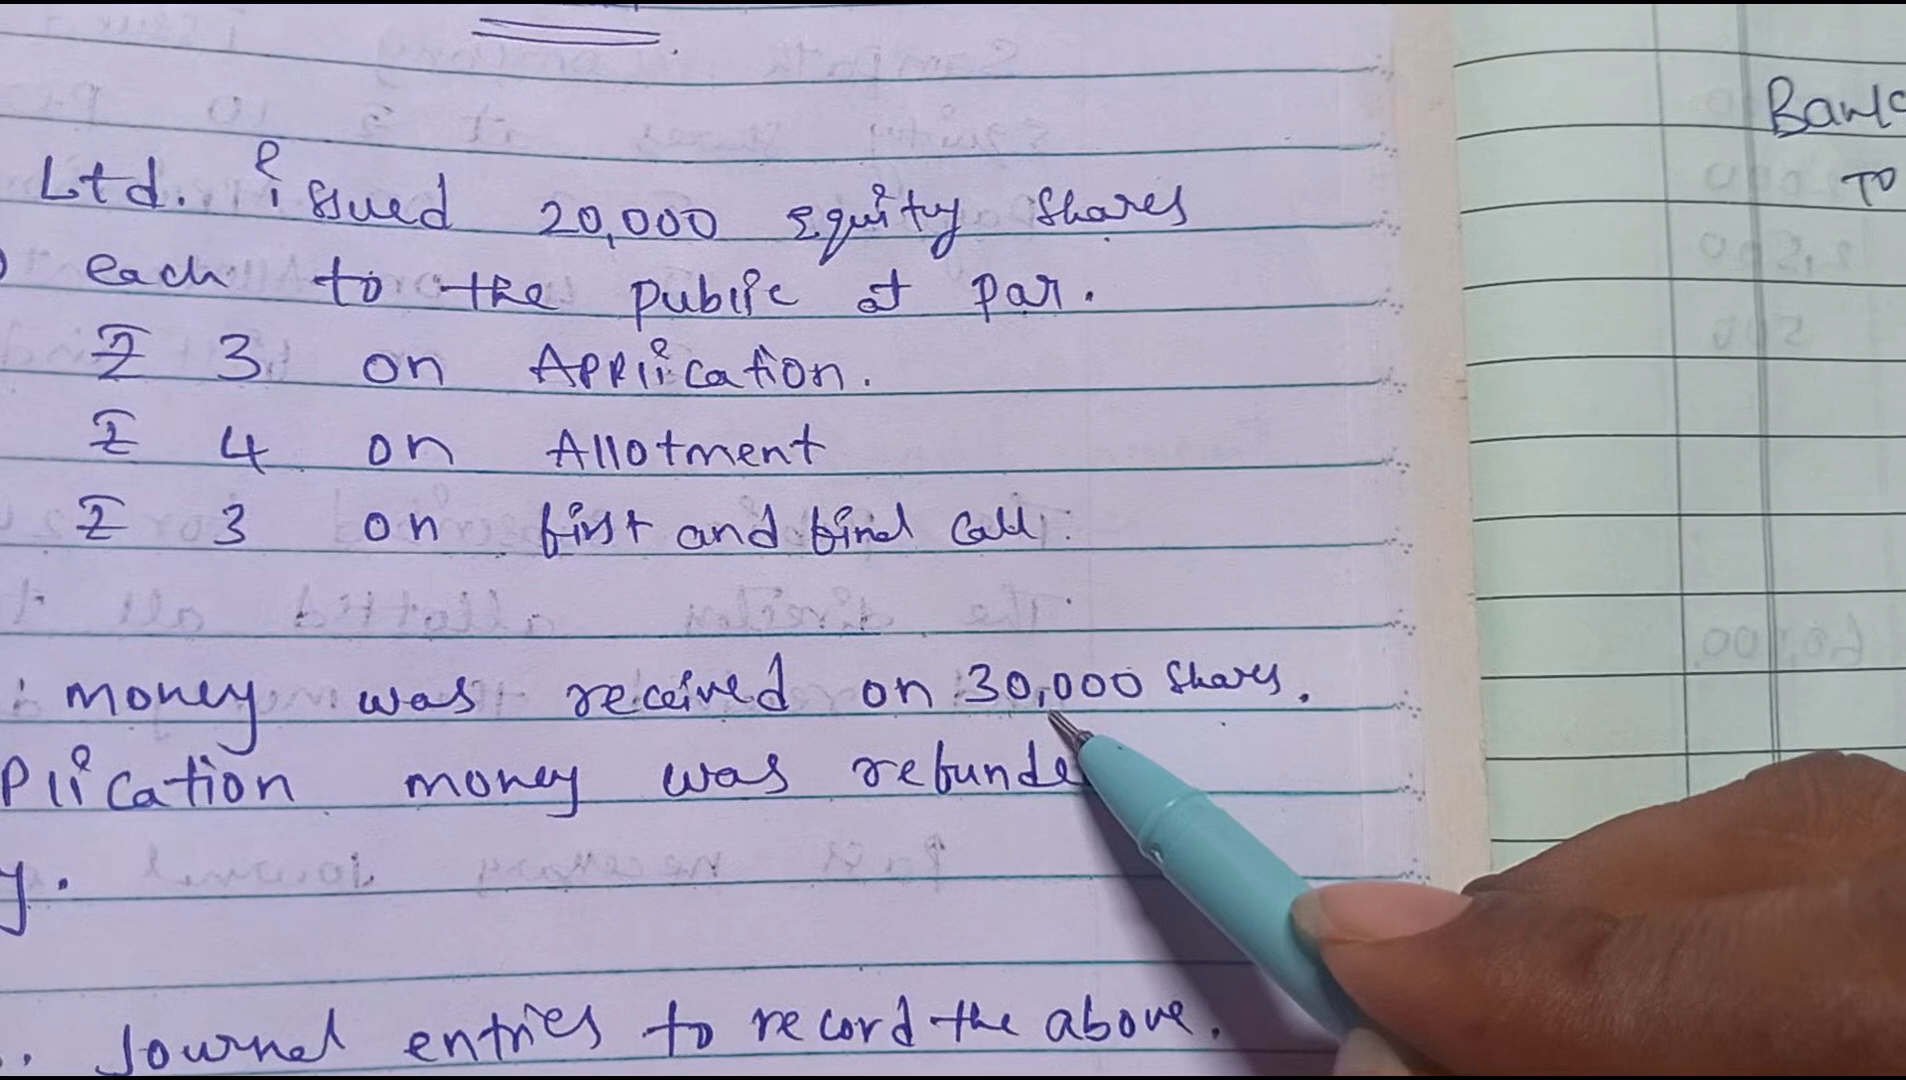 Ltd. issued 20,000 Equity shares
each to the public at par.
₹ 3 on Application.
₹ 4 on Allotment
₹ 3 on first and final call.
money was received on 30,000 shares.
plication money was refunde
y.
Journal entries to record the above.
Bank
TO